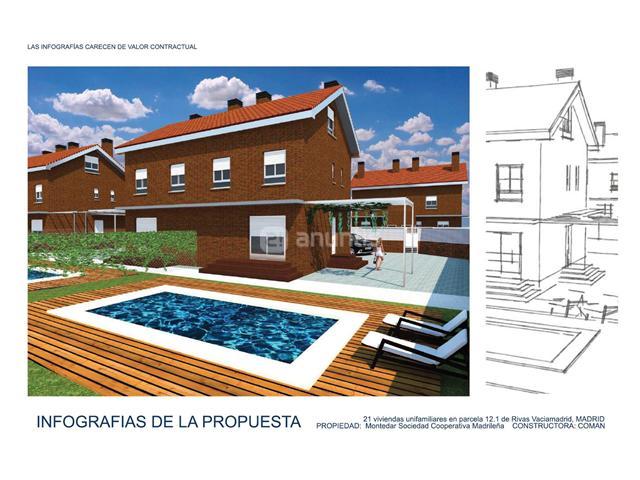 LAS INFOGRAFÍAS CARECEN DE VALOR CONTRACTUAL
INFOGRAFIAS DE LA PROPUESTA
21 viviendas unifamiliares en parcela 12.1 de Rivas Vaciamadrid, MADRID
PROPIEDAD: Montedar Sociedad Cooperativa Madrileña CONSTRUCTORA: COMAN